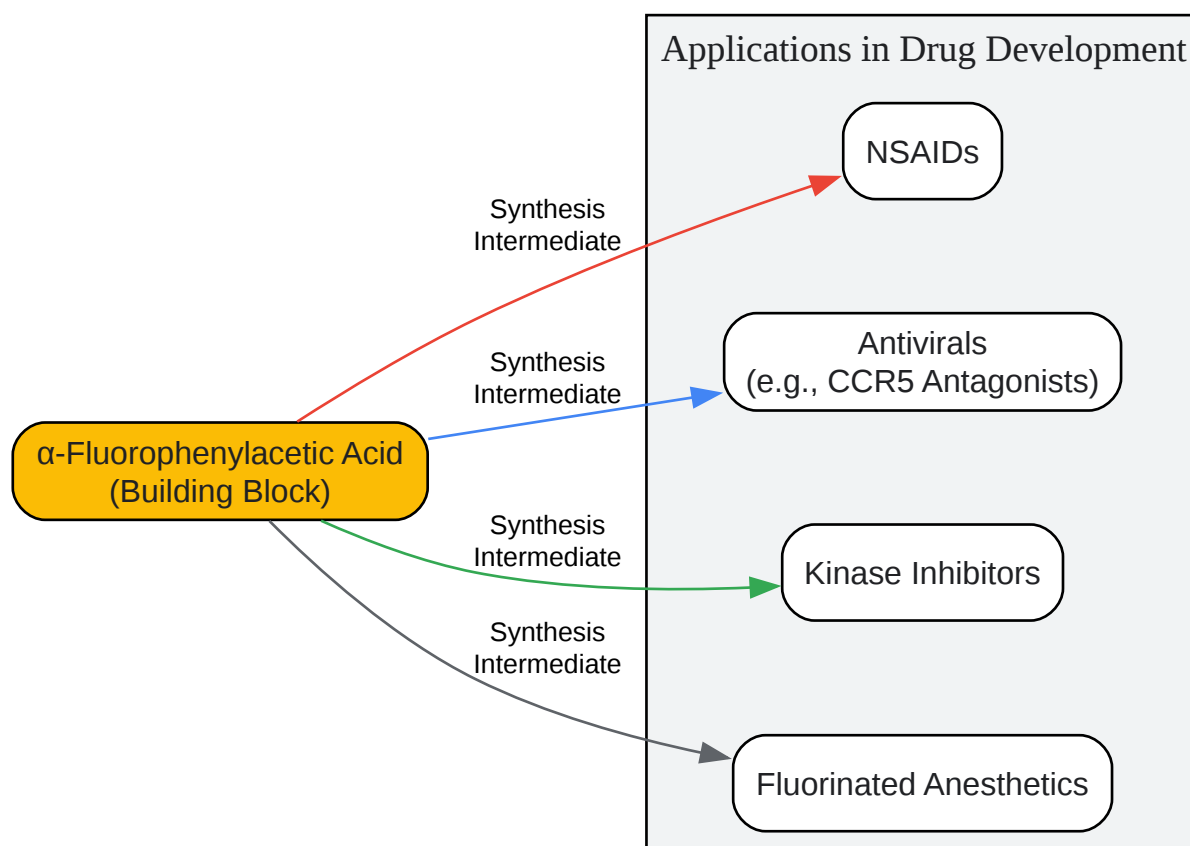 Applications in Drug Development
NSAIDs
Synthesis
Intermediate
Antivirals
(e.g., CCR5 Antagonists)
Synthesis
Intermediate
α-Fluorophenylacetic Acid
(Building Block)
Synthesis
Intermediate
Kinase Inhibitors
Synthesis
Intermediate
Fluorinated Anesthetics